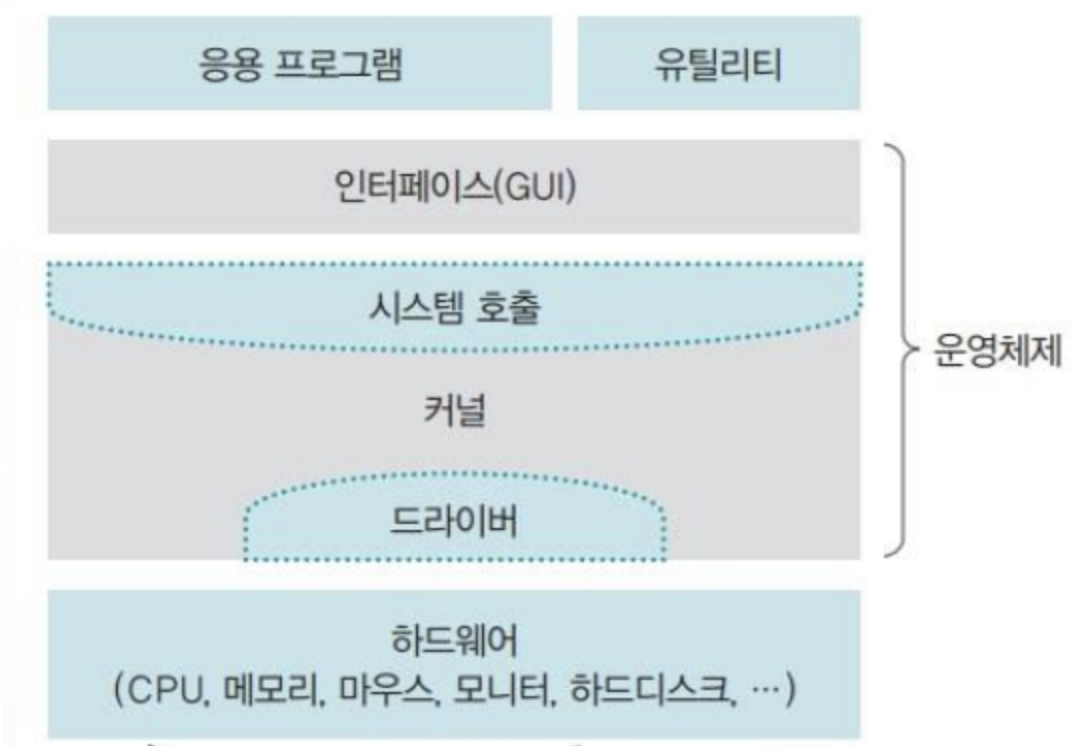 응용 프로그램
유틸리티
인터페이스(GUI)
시스템 호출
커널
드라이버
운영체제
하드웨어
(CPU, 메모리, 마우스, 모니터, 하드디스크, …)